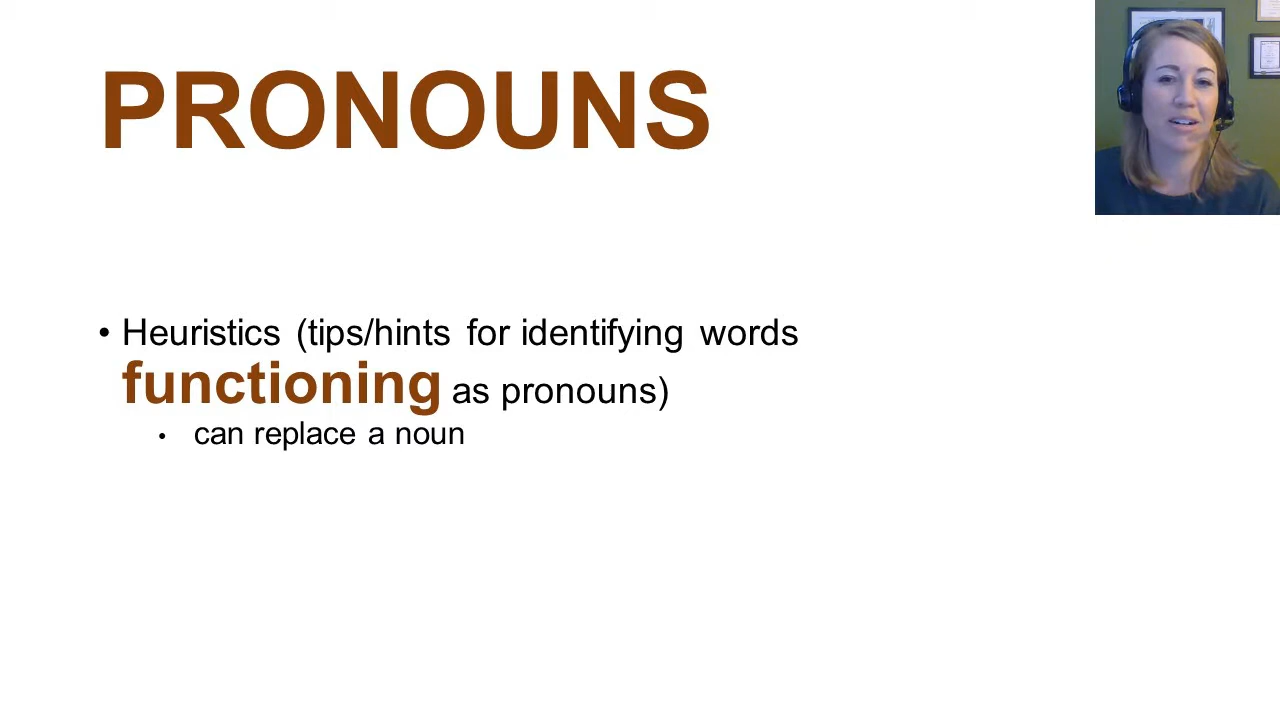 PRONOUNS
• Heuristics (tips/hints for identifying words
functioning as pronouns)
• can replace a noun